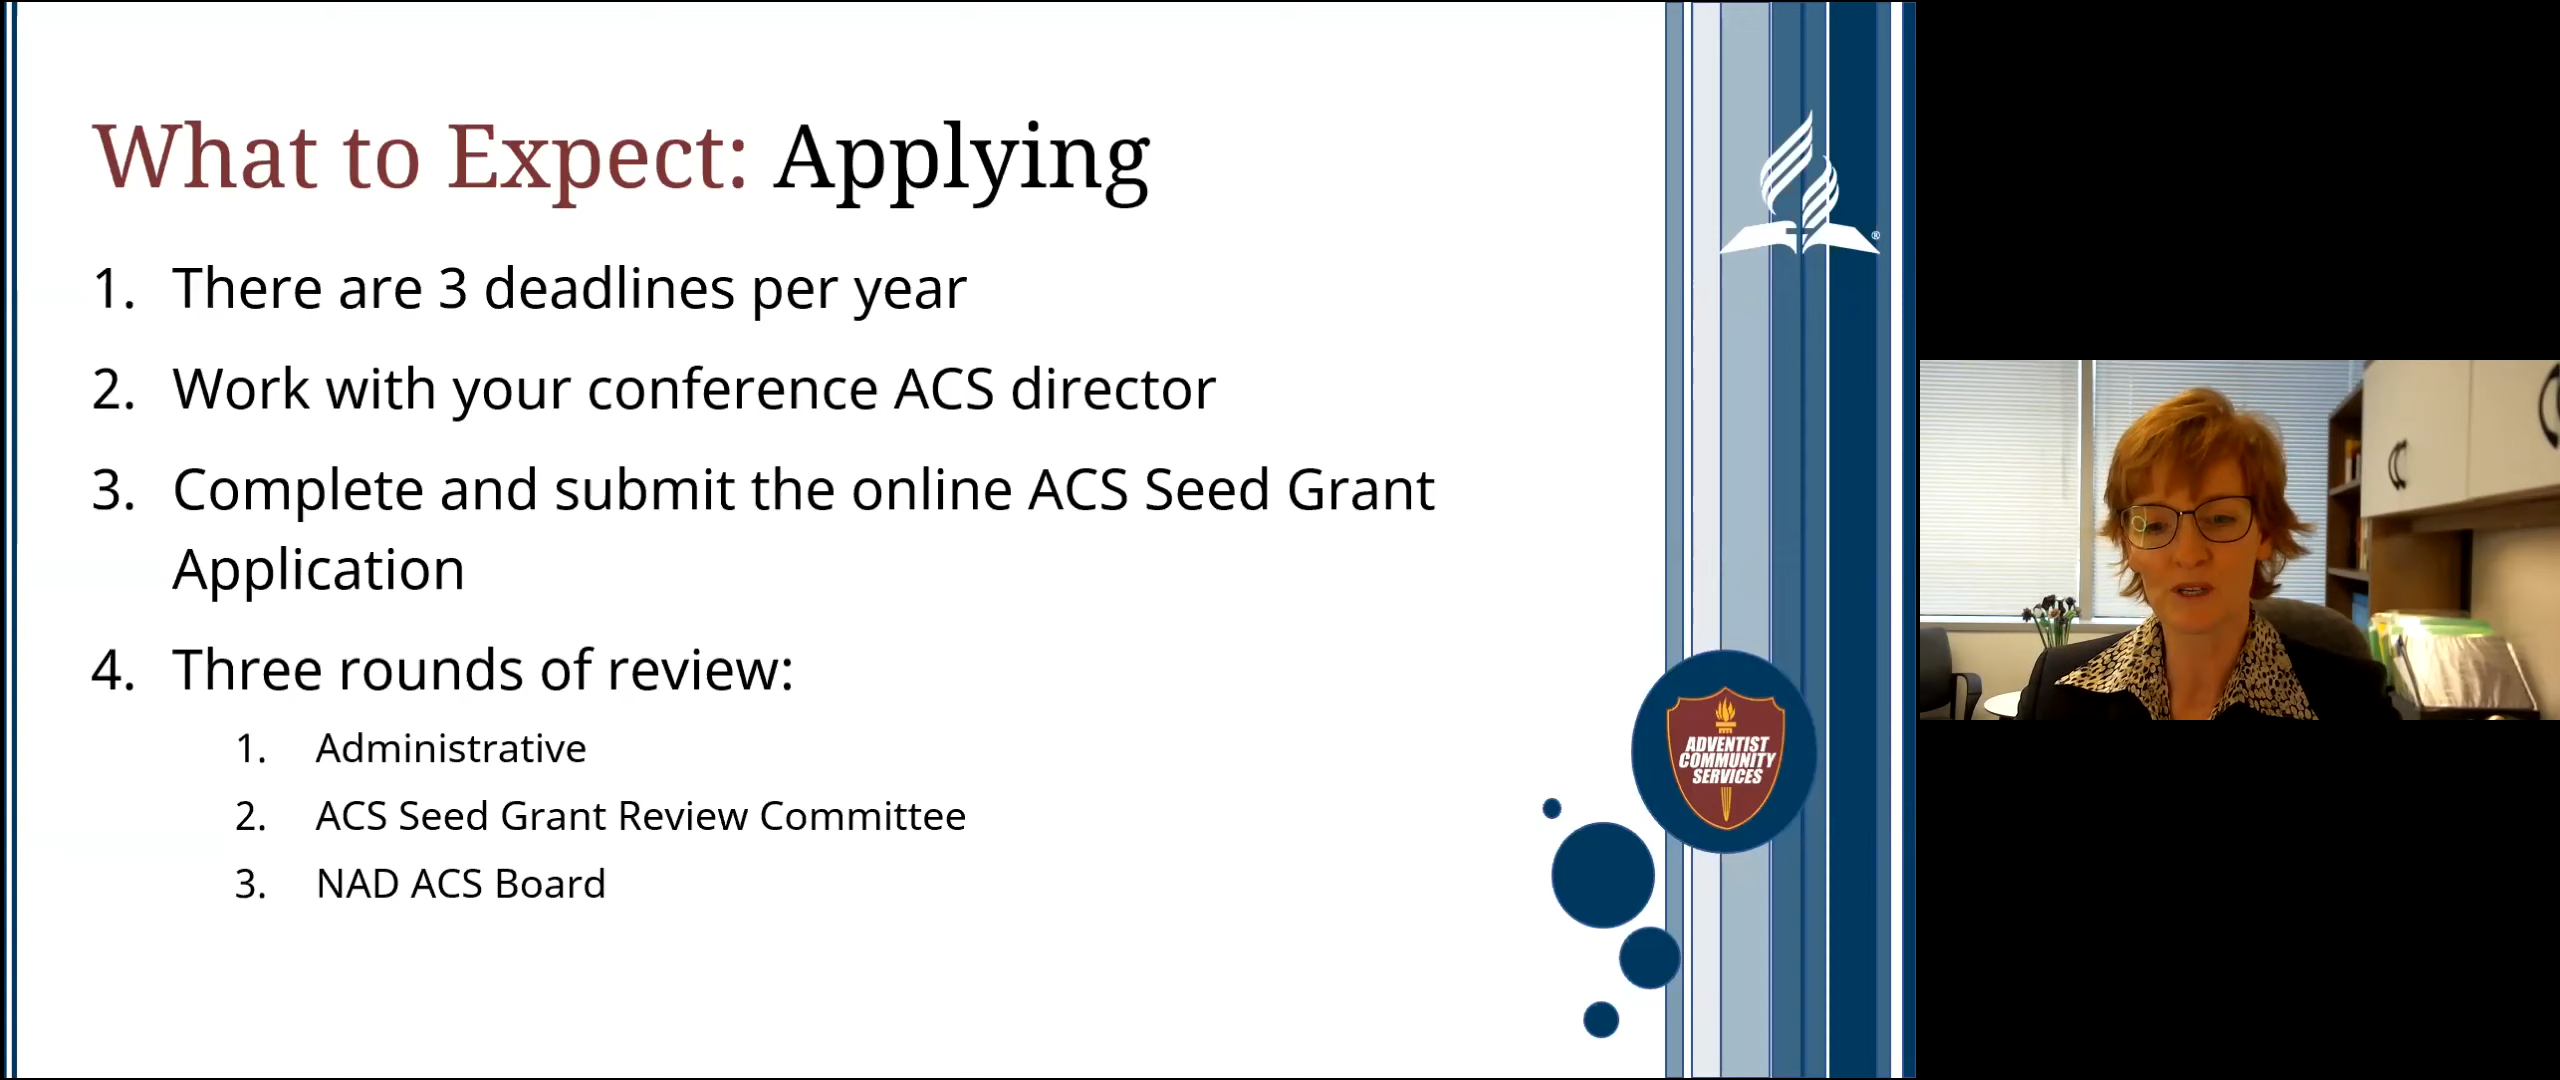 What to Expect: Applying
1. There are 3 deadlines per year
2. Work with your conference ACS director
3. Complete and submit the online ACS Seed Grant
Application
4. Three rounds of review:
1. Administrative
2. ACS Seed Grant Review Committee
3. NAD ACS Board
®
ADVENTIST
COMMUNITY
SERVICES